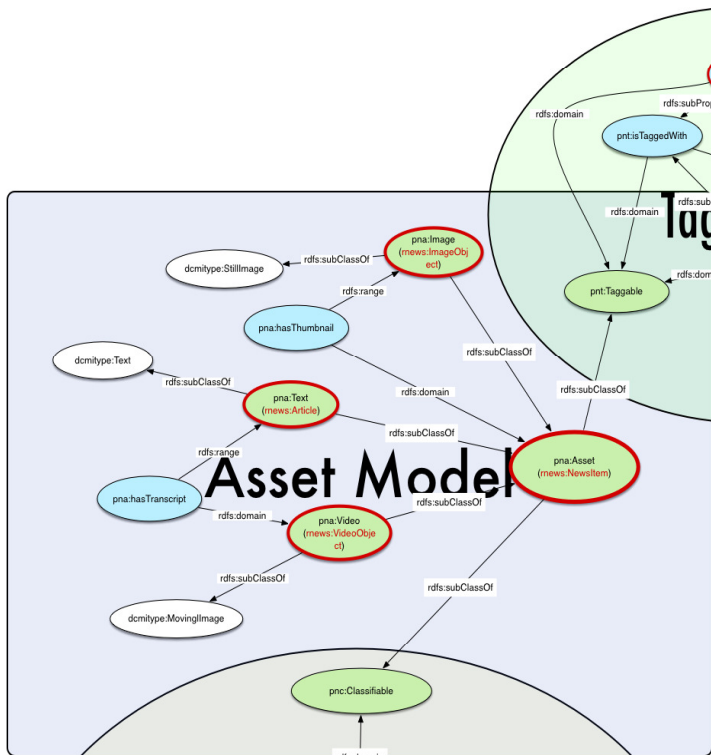 rdfs:domain
rdfs:subProp
pnt:isTaggedWith
rdfs:domain
rdfs:sub
Tag
pna:Image
(rnews:ImageObj
ect)
rdfs:subClassOf
dcmitype:StillImage
rdfs:range
pnt:Taggable
rdfs:dom
pna:hasThumbnail
rdfs:subClassOf
dcmitype:Text
rdfs:subClassOf
rdfs:domain
rdfs:subClassOf
pna:Text
(rnews:Article)
rdfs:subClassOf
rdfs:range
pna:Asset
(rnews:NewsItem)
Asset Model
pna:hasTranscript
rdfs:subClassOf
rdfs:domain
pna:Video
(rnews:VideoObje
ct)
rdfs:subClassOf
rdfs:subClassOf
dcmitype:MovingIImage
pnc:Classifiable